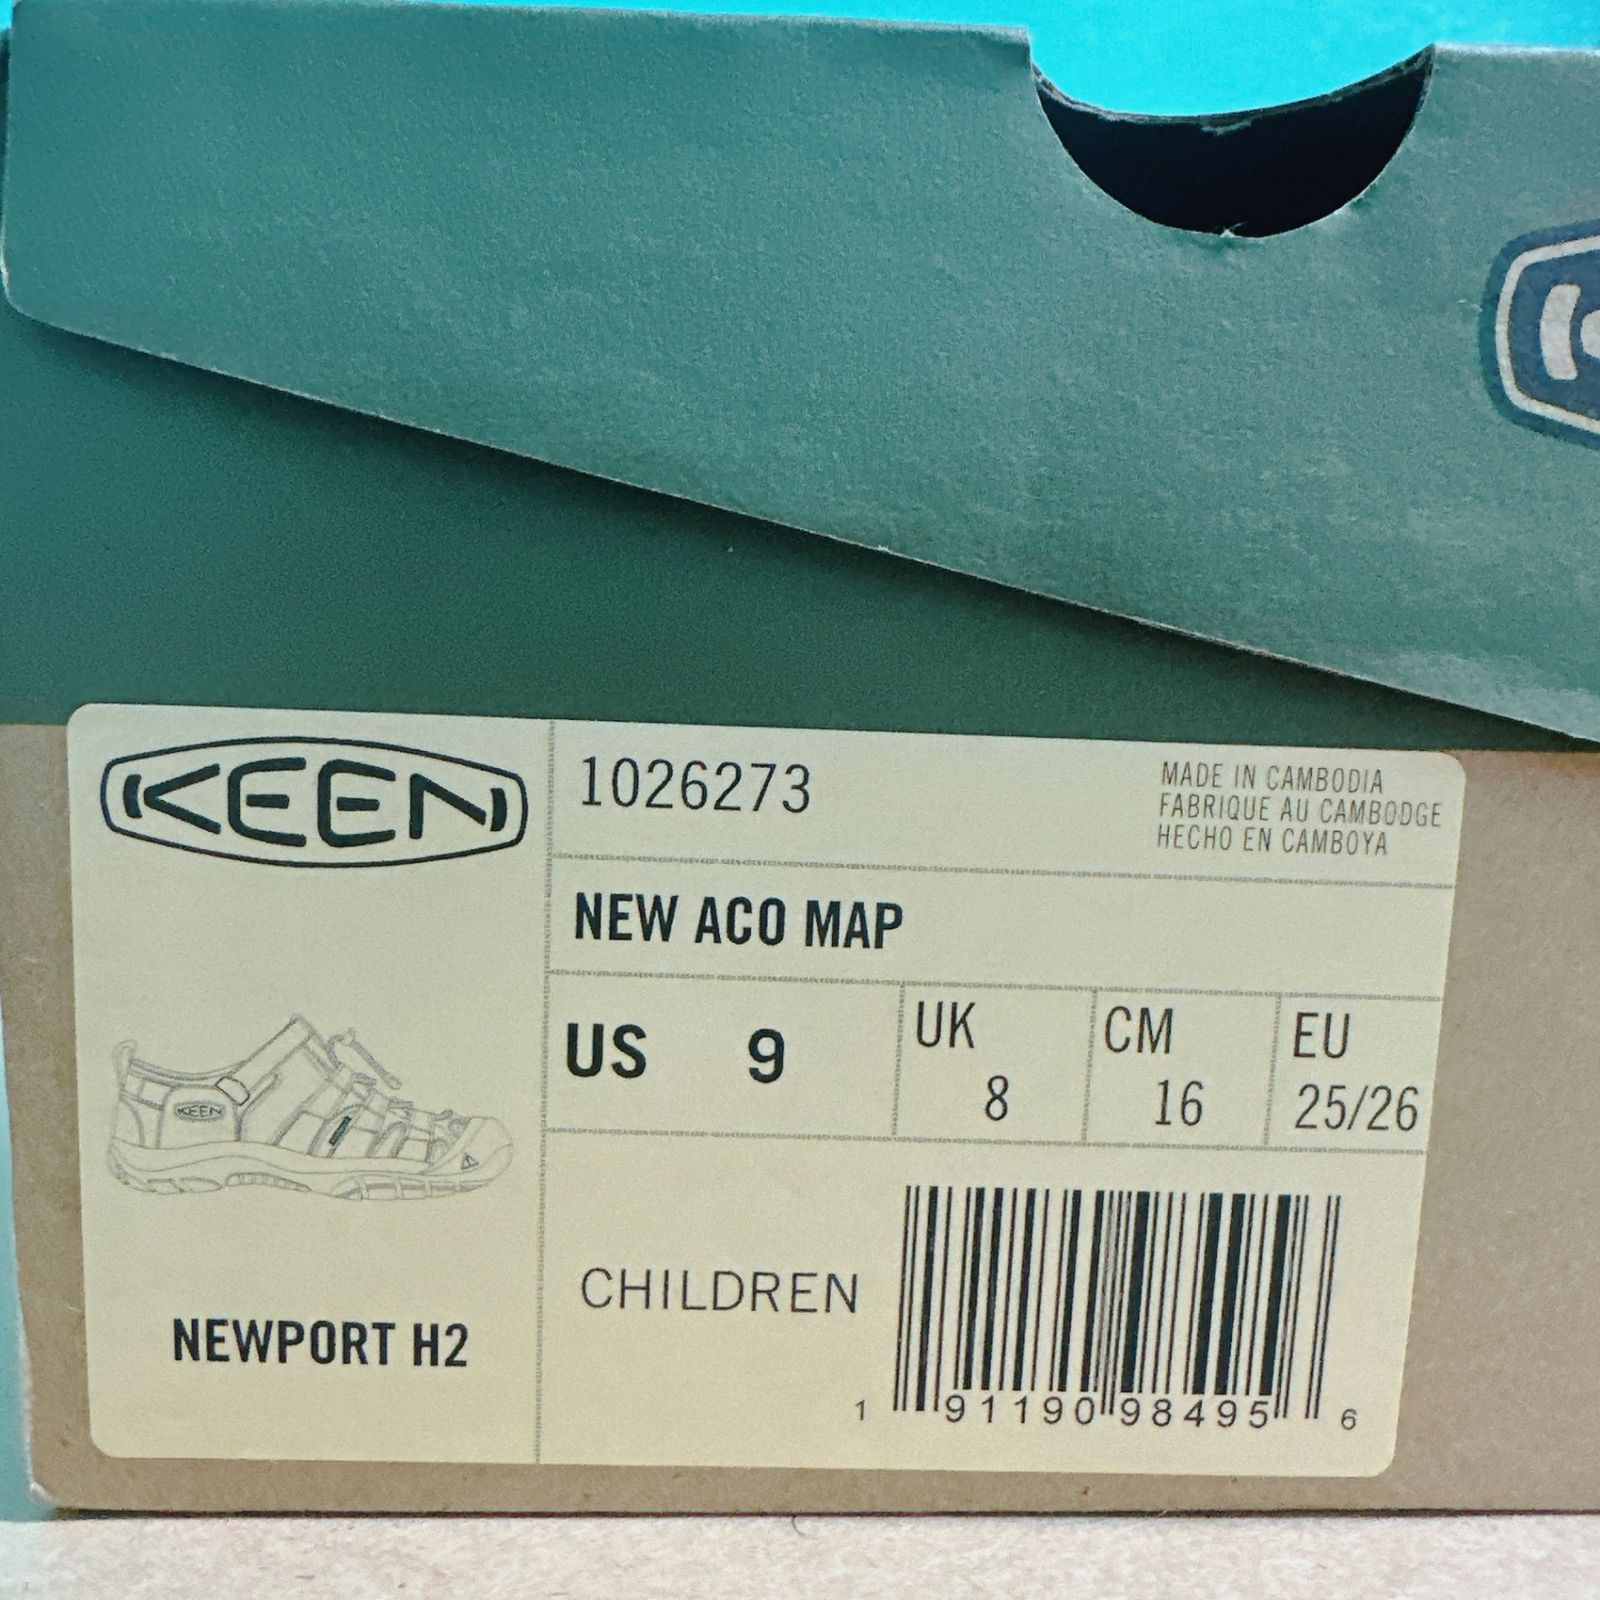 KEEN
1026273
MADE IN CAMBODIA
FABRIQUE AU CAMBODGE
HECHO EN CAMBOYA
NEW ACO MAP
US 9
UK
8
CM
16
EU
25/26
KEEN
NEWPORT H2
CHILDREN
1 91190 98495 6